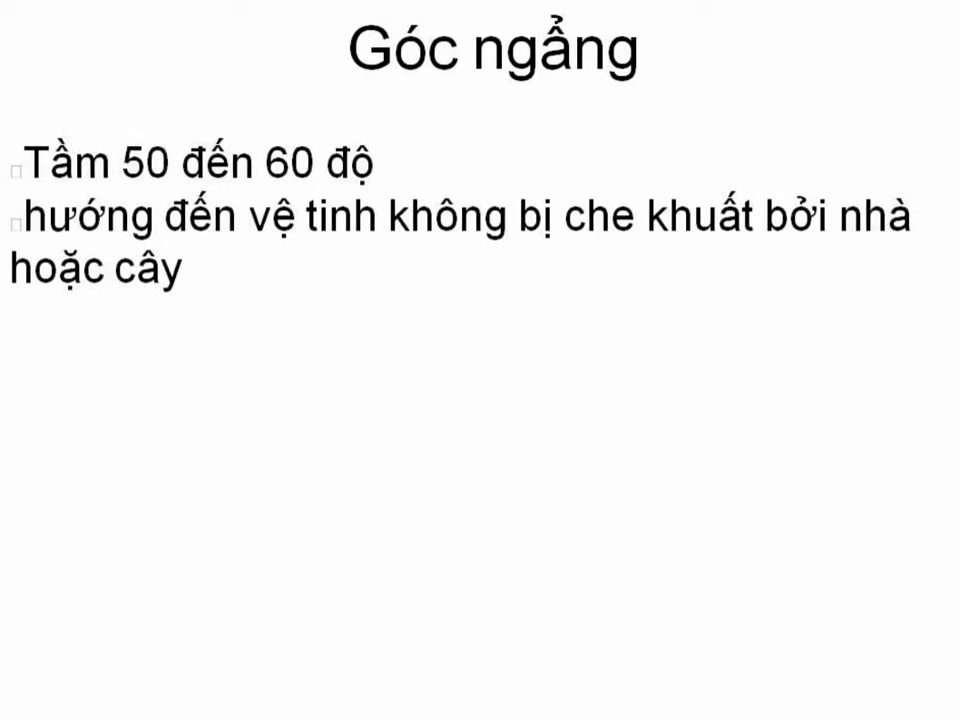 Góc ngẩng
Tầm 50 đến 60 độ
hướng đến vệ tinh không bị che khuất bởi nhà
hoặc cây